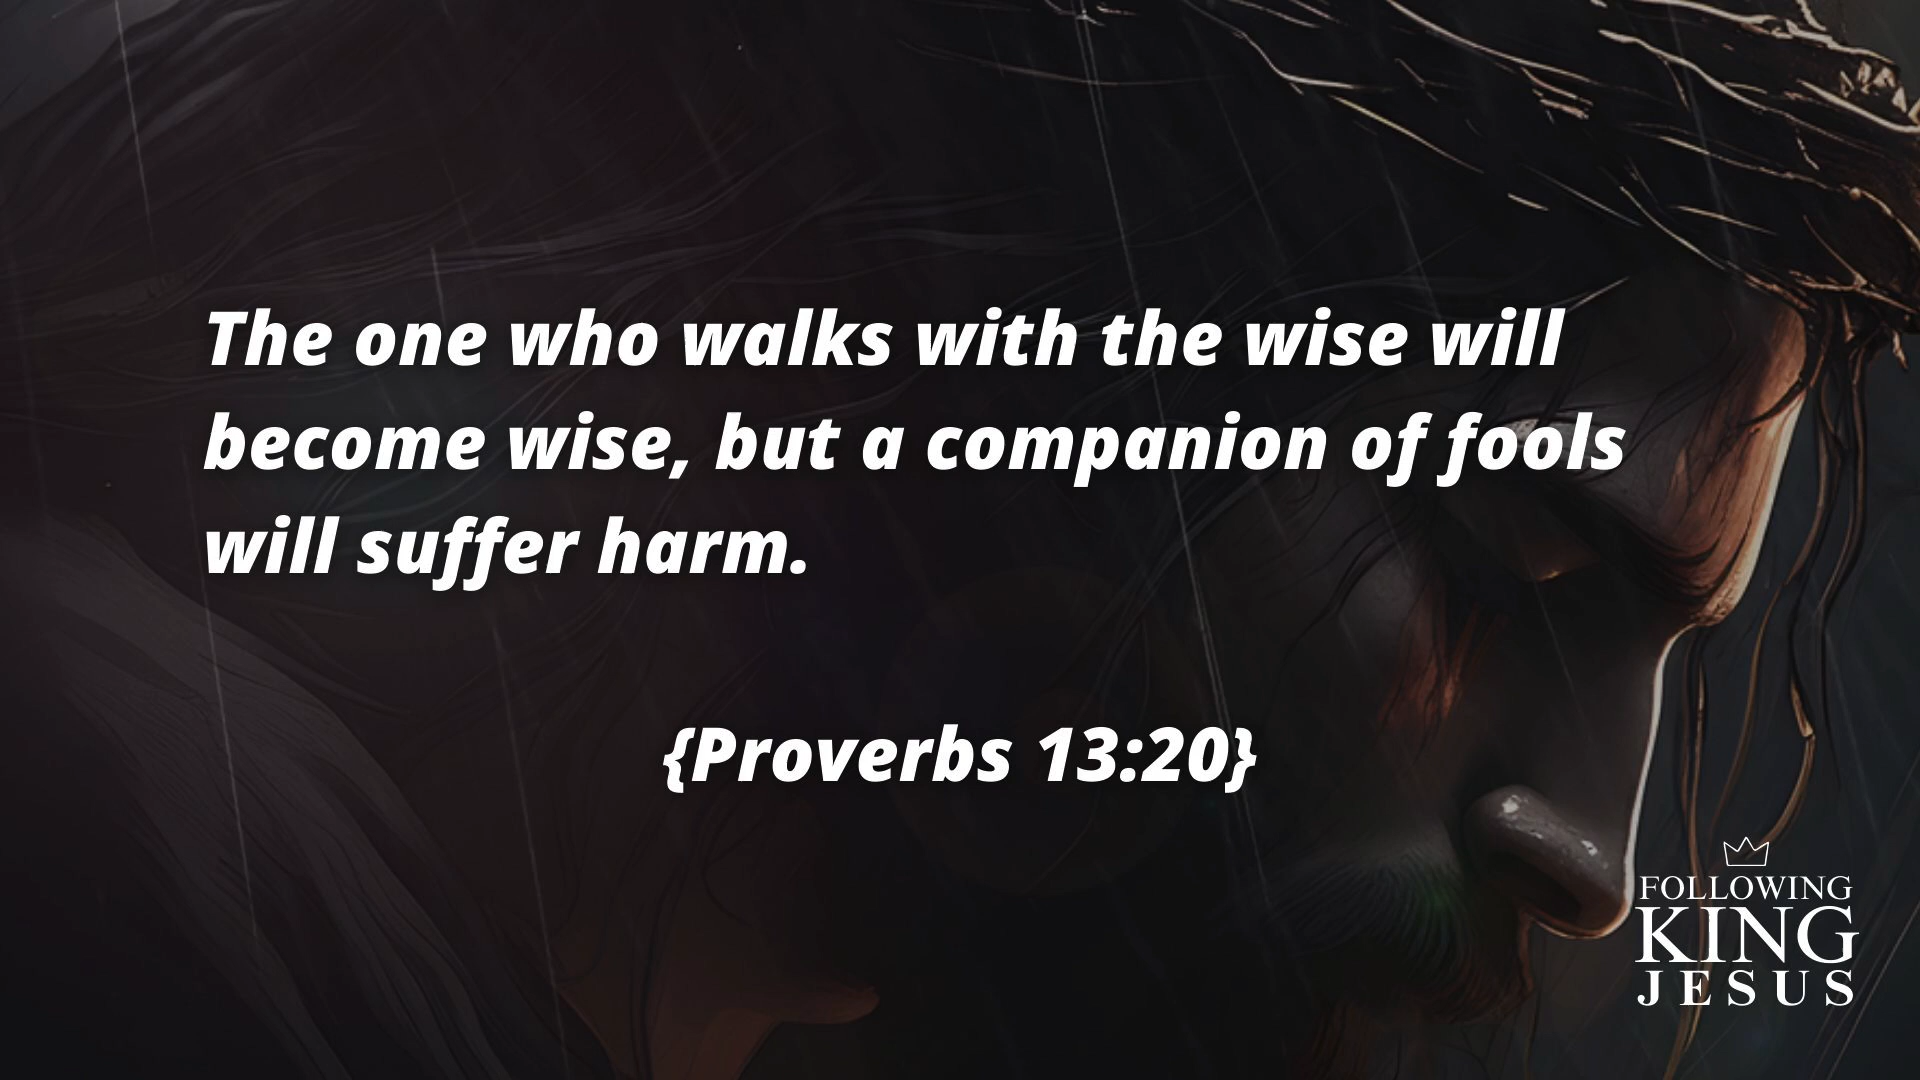 The one who walks with the wise will
become wise, but a companion of fools
will suffer harm.
{Proverbs 13:20}
FOLLOWING
KING
JESUS